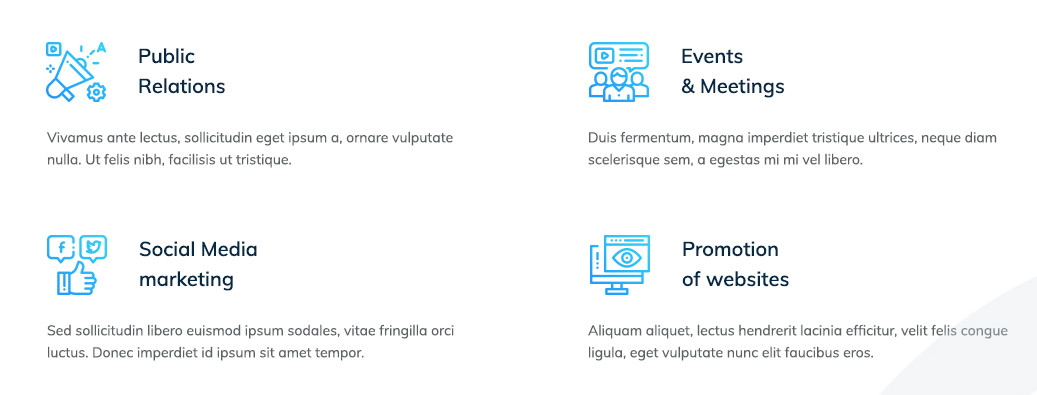 Public
Relations
Vivamus ante lectus, sollicitudin eget ipsum a, ornare vulputate
nulla. Ut felis nibh, facilisis ut tristique.
Events
& Meetings
Duis fermentum, magna imperdiet tristique ultrices, neque diam
scelerisque sem, a egestas mi mi vel libero.
Social Media
marketing
Sed sollicitudin libero euismod ipsum sodales, vitae fringilla orci
luctus. Donec imperdiet id ipsum sit amet tempor.
Promotion
of websites
Aliquam aliquet, lectus hendrerit lacinia efficitur, velit felis congue
ligula, eget vulputate nunc elit faucibus eros.